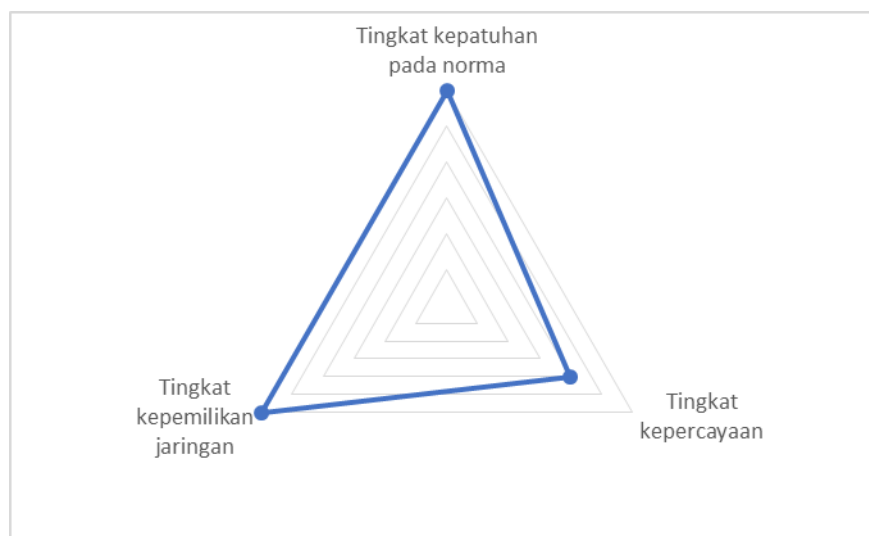 Tingkat kepatuhan
pada norma
Tingkat
kepemilikan
jaringan
Tingkat
kepercayaan